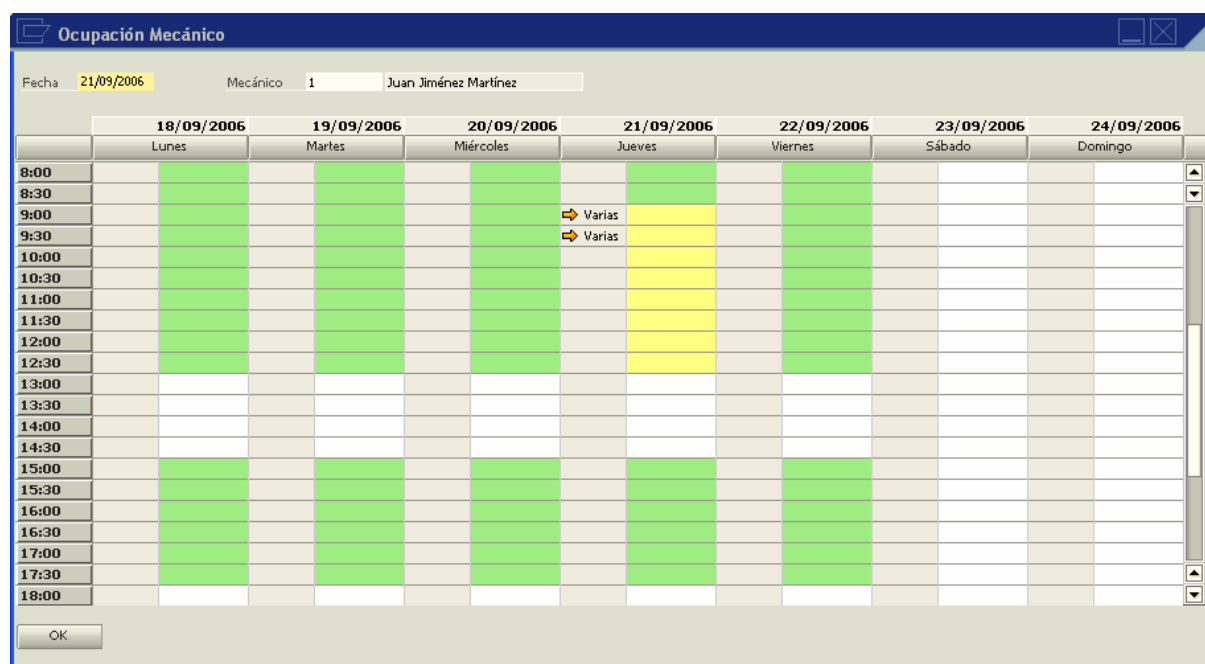 Ocupación Mecánico
Fecha 21/09/2006 Mecánico 1 Juan Jiménez Martínez
18/09/2006 19/09/2006 20/09/2006 21/09/2006 22/09/2006 23/09/2006 24/09/2006
Lunes Martes Miércoles Jueves Viernes Sábado Domingo
8:00
8:30
9:00 Varias
9:30 Varias
10:00
10:30
11:00
11:30
12:00
12:30
13:00
13:30
14:00
14:30
15:00
15:30
16:00
16:30
17:00
17:30
18:00
OK